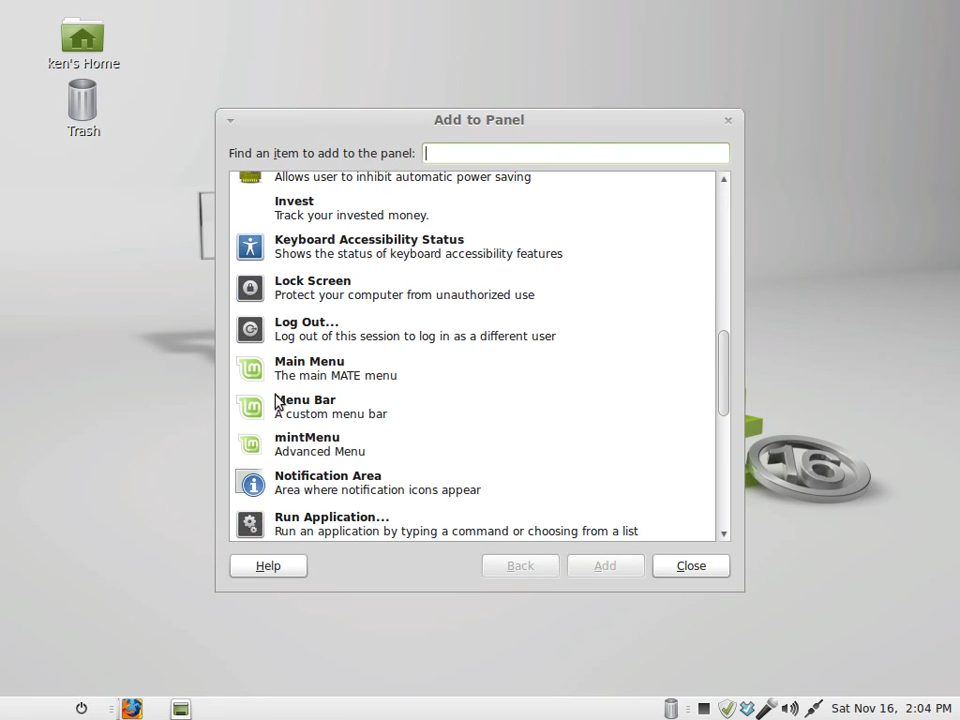 ken's Home
Trash
Add to Panel
Find an item to add to the panel:
Allows user to inhibit automatic power saving
Invest
Track your invested money.
Keyboard Accessibility Status
Shows the status of keyboard accessibility features
Lock Screen
Protect your computer from unauthorized use
Log Out...
Log out of this session to log in as a different user
Main Menu
The main MATE menu
Menu Bar
A custom menu bar
mintMenu
Advanced Menu
Notification Area
Area where notification icons appear
Run Application...
Run an application by typing a command or choosing from a list
Help
Back
Add
Close
16
Sat Nov 16, 2:04 PM